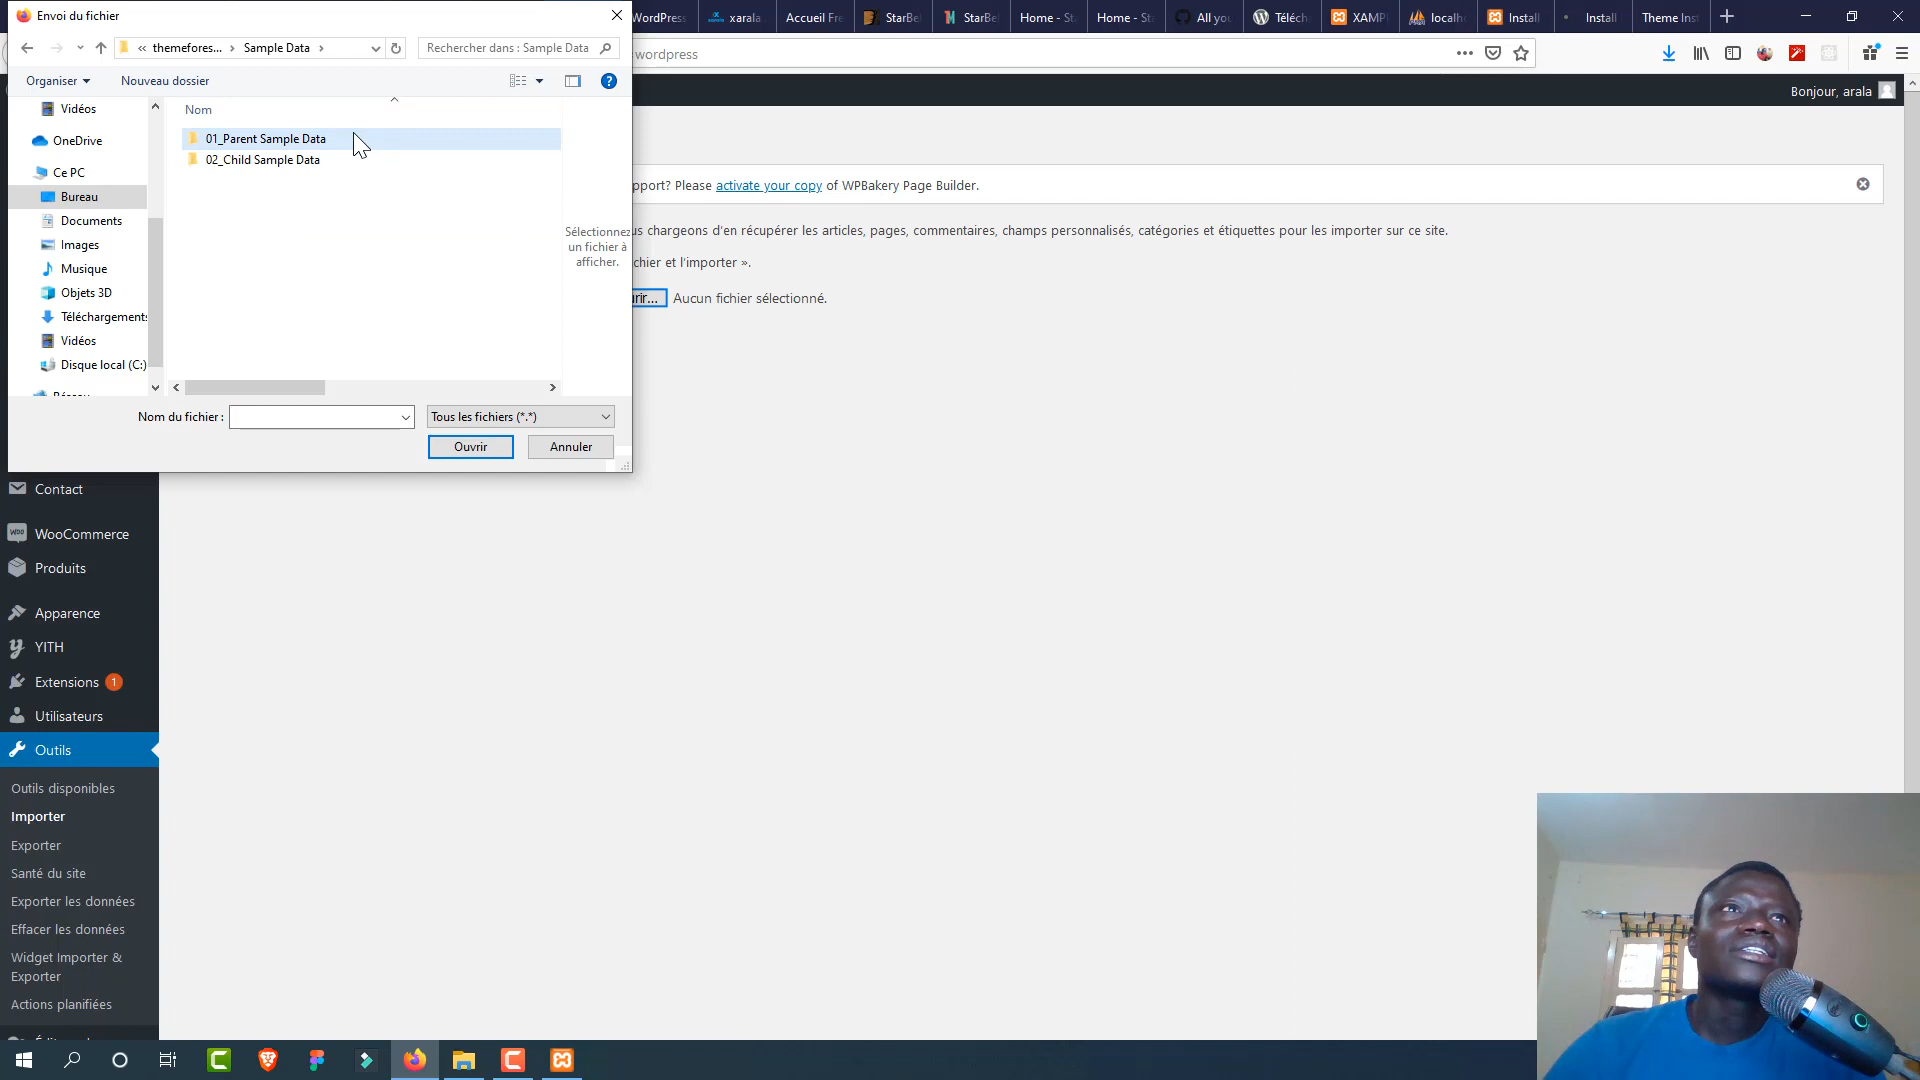 Envoi du fichier
WordPress
xarala
Accueil Fre
StarBe
StarBe
Home - St
Home - St
All you
Téléch
XAMP
localh
Install
Install
Theme Inst
« themefores... > Sample Data >
Rechercher dans : Sample Data
wordpress
Organiser
Nouveau dossier
Bonjour, arala
Vidéos
OneDrive
Ce PC
Bureau
Documents
Images
Musique
Objets 3D
Téléchargements
Vidéos
Disque local (C:)
Nom
01_Parent Sample Data
02_Child Sample Data
Sélectionnez
un fichier à
afficher.
pport? Please activate your copy of WPBakery Page Builder.
us chargeons d'en récupérer les articles, pages, commentaires, champs personnalisés, catégories et étiquettes pour les importer sur ce site.
chier et l'importer ».
urir... Aucun fichier sélectionné.
Nom du fichier :
Tous les fichiers (*.*)
Ouvrir
Annuler
Contact
WooCommerce
Produits
Apparence
YITH
Extensions 1
Utilisateurs
Outils
Outils disponibles
Importer
Exporter
Santé du site
Exporter les données
Effacer les données
Widget Importer &
Exporter
Actions planifiées